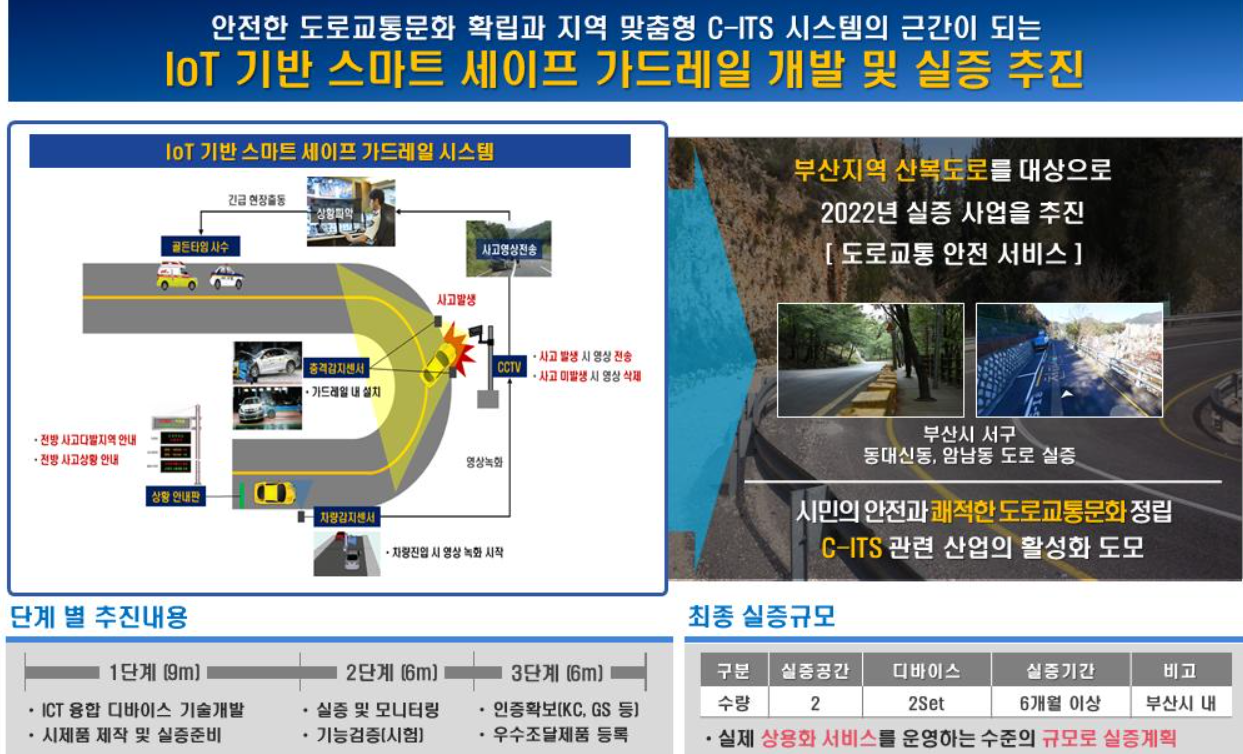 안전한 도로교통문화 확립과 지역 맞춤형 C-ITS 시스템의 근간이 되는
IoT 기반 스마트 세이프 가드레일 개발 및 실증 추진
IoT 기반 스마트 세이프 가드레일 시스템
긴급 현장출동
상황파악
골든타임 사수
사고영상전송
사고발생
충격감지센서
· 가드레일 내 설치
CCTV
· 사고 발생 시 영상 전송
· 사고 미발생 시 영상 삭제
· 전방 사고다발지역 안내
· 전방 사고상황 안내
상황 안내판
영상녹화
차량감지센서
· 차량진입 시 영상 녹화 시작
부산지역 산복도로를 대상으로
2022년 실증 사업을 추진
[ 도로교통 안전 서비스 ]
부산시 서구
동대신동, 암남동 도로 실증
시민의 안전과 쾌적한 도로교통문화 정립
C-ITS 관련 산업의 활성화 도모
단계 별 추진내용
1단계 (9m) 2단계 (6m) 3단계 (6m)
· ICT 융합 디바이스 기술개발 · 실증 및 모니터링 · 인증확보(KC, GS 등)
· 시제품 제작 및 실증준비 · 기능검증(시험) · 우수조달제품 등록
최종 실증규모
구분 실증공간 디바이스 실증기간 비고
수량 2 2Set 6개월 이상 부산시 내
· 실제 상용화 서비스를 운영하는 수준의 규모로 실증계획